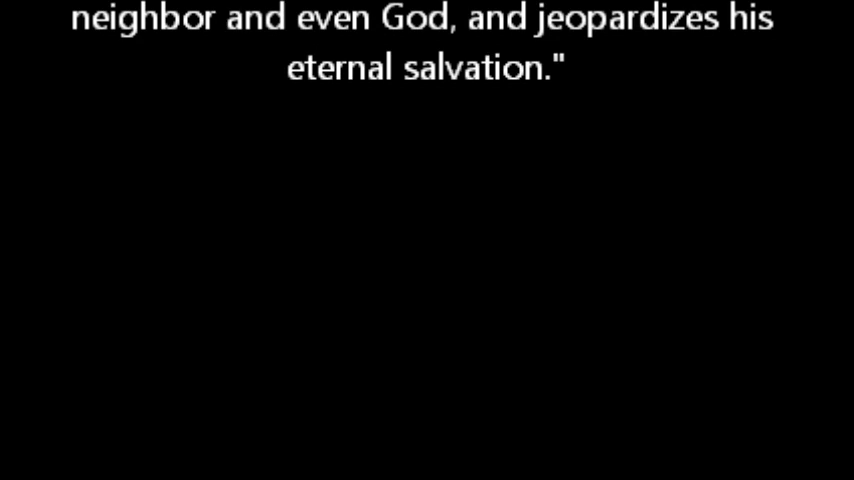 neighbor and even God, and jeopardizes his
eternal salvation."